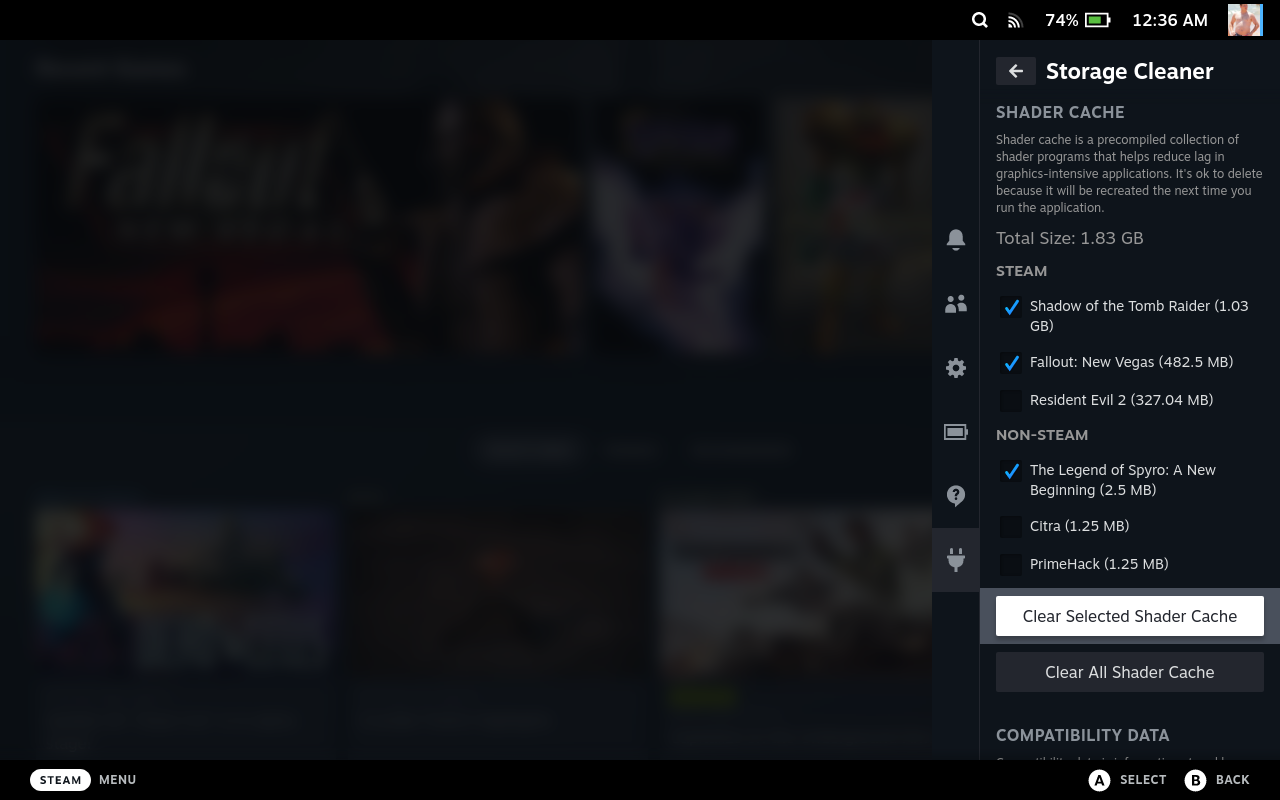 74%
12:36 AM
Storage Cleaner
SHADER CACHE
Shader cache is a precompiled collection of
shader programs that helps reduce lag in
graphics-intensive applications. It's ok to delete
because it will be recreated the next time you
run the application.
Total Size: 1.83 GB
STEAM
Shadow of the Tomb Raider (1.03
GB)
Fallout: New Vegas (482.5 MB)
Resident Evil 2 (327.04 MB)
NON-STEAM
The Legend of Spyro: A New
Beginning (2.5 MB)
Citra (1.25 MB)
PrimeHack (1.25 MB)
Clear Selected Shader Cache
Clear All Shader Cache
COMPATIBILITY DATA
STEAM MENU
A SELECT B BACK
Fallout